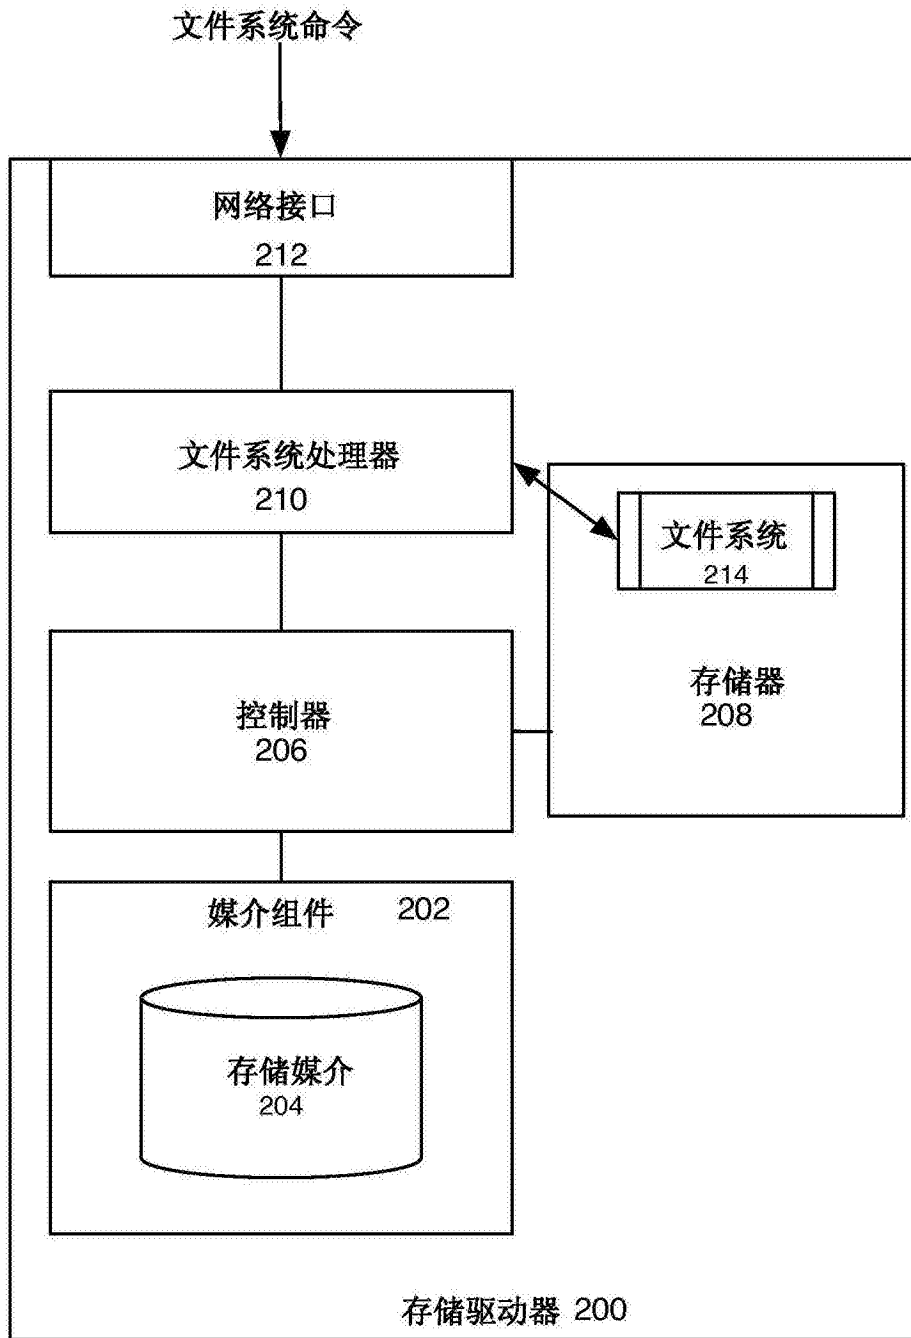 文件系统命令
网络接口
212
文件系统处理器
210
文件系统
214
存储器
208
控制器
206
媒介组件 202
存储媒介
204
存储驱动器 200